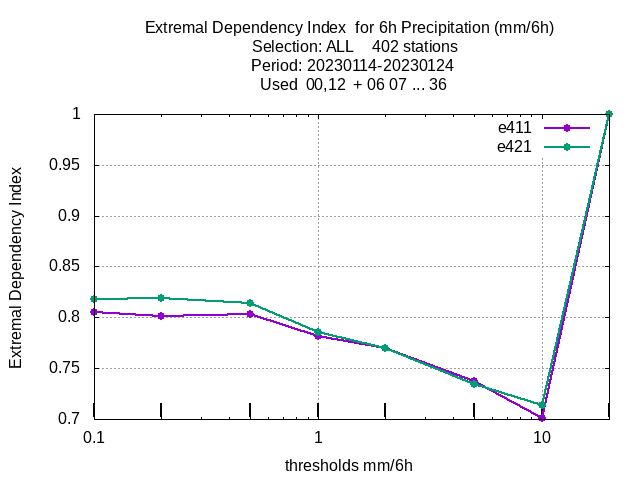 Extremal Dependency Index  for 6h Precipitation (mm/6h)
Selection: ALL    402 stations
Period: 20230114-20230124
Used  00,12  + 06 07 ... 36
e411
e421
1
0.95
0.9
0.85
0.8
0.75
0.7
Extremal Dependency Index
0.1
1
10
thresholds mm/6h